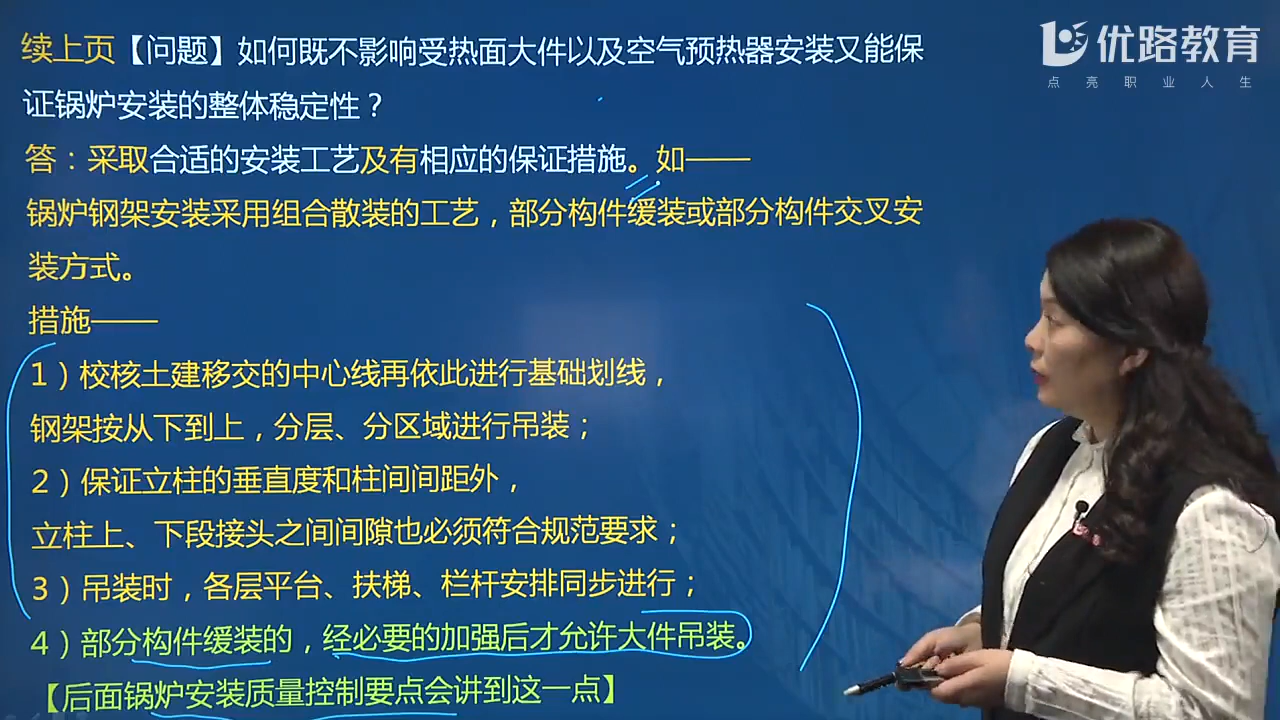 续上页【问题】如何既不影响受热面大件以及空气预热器安装又能保
证锅炉安装的整体稳定性？
答：采取合适的安装工艺及有相应的保证措施。如——
锅炉钢架安装采用组合散装的工艺，部分构件缓装或部分构件交叉安
装方式。
措施——
1）校核土建移交的中心线再依此进行基础划线，
钢架按从下到上，分层、分区域进行吊装；
2）保证立柱的垂直度和柱间间距外，
立柱上、下段接头之间间隙也必须符合规范要求；
3）吊装时，各层平台、扶梯、栏杆安排同步进行；
4）部分构件缓装的，经必要的加强后才允许大件吊装。
【后面锅炉安装质量控制要点会讲到这一点】
优路教育
点亮职业人生